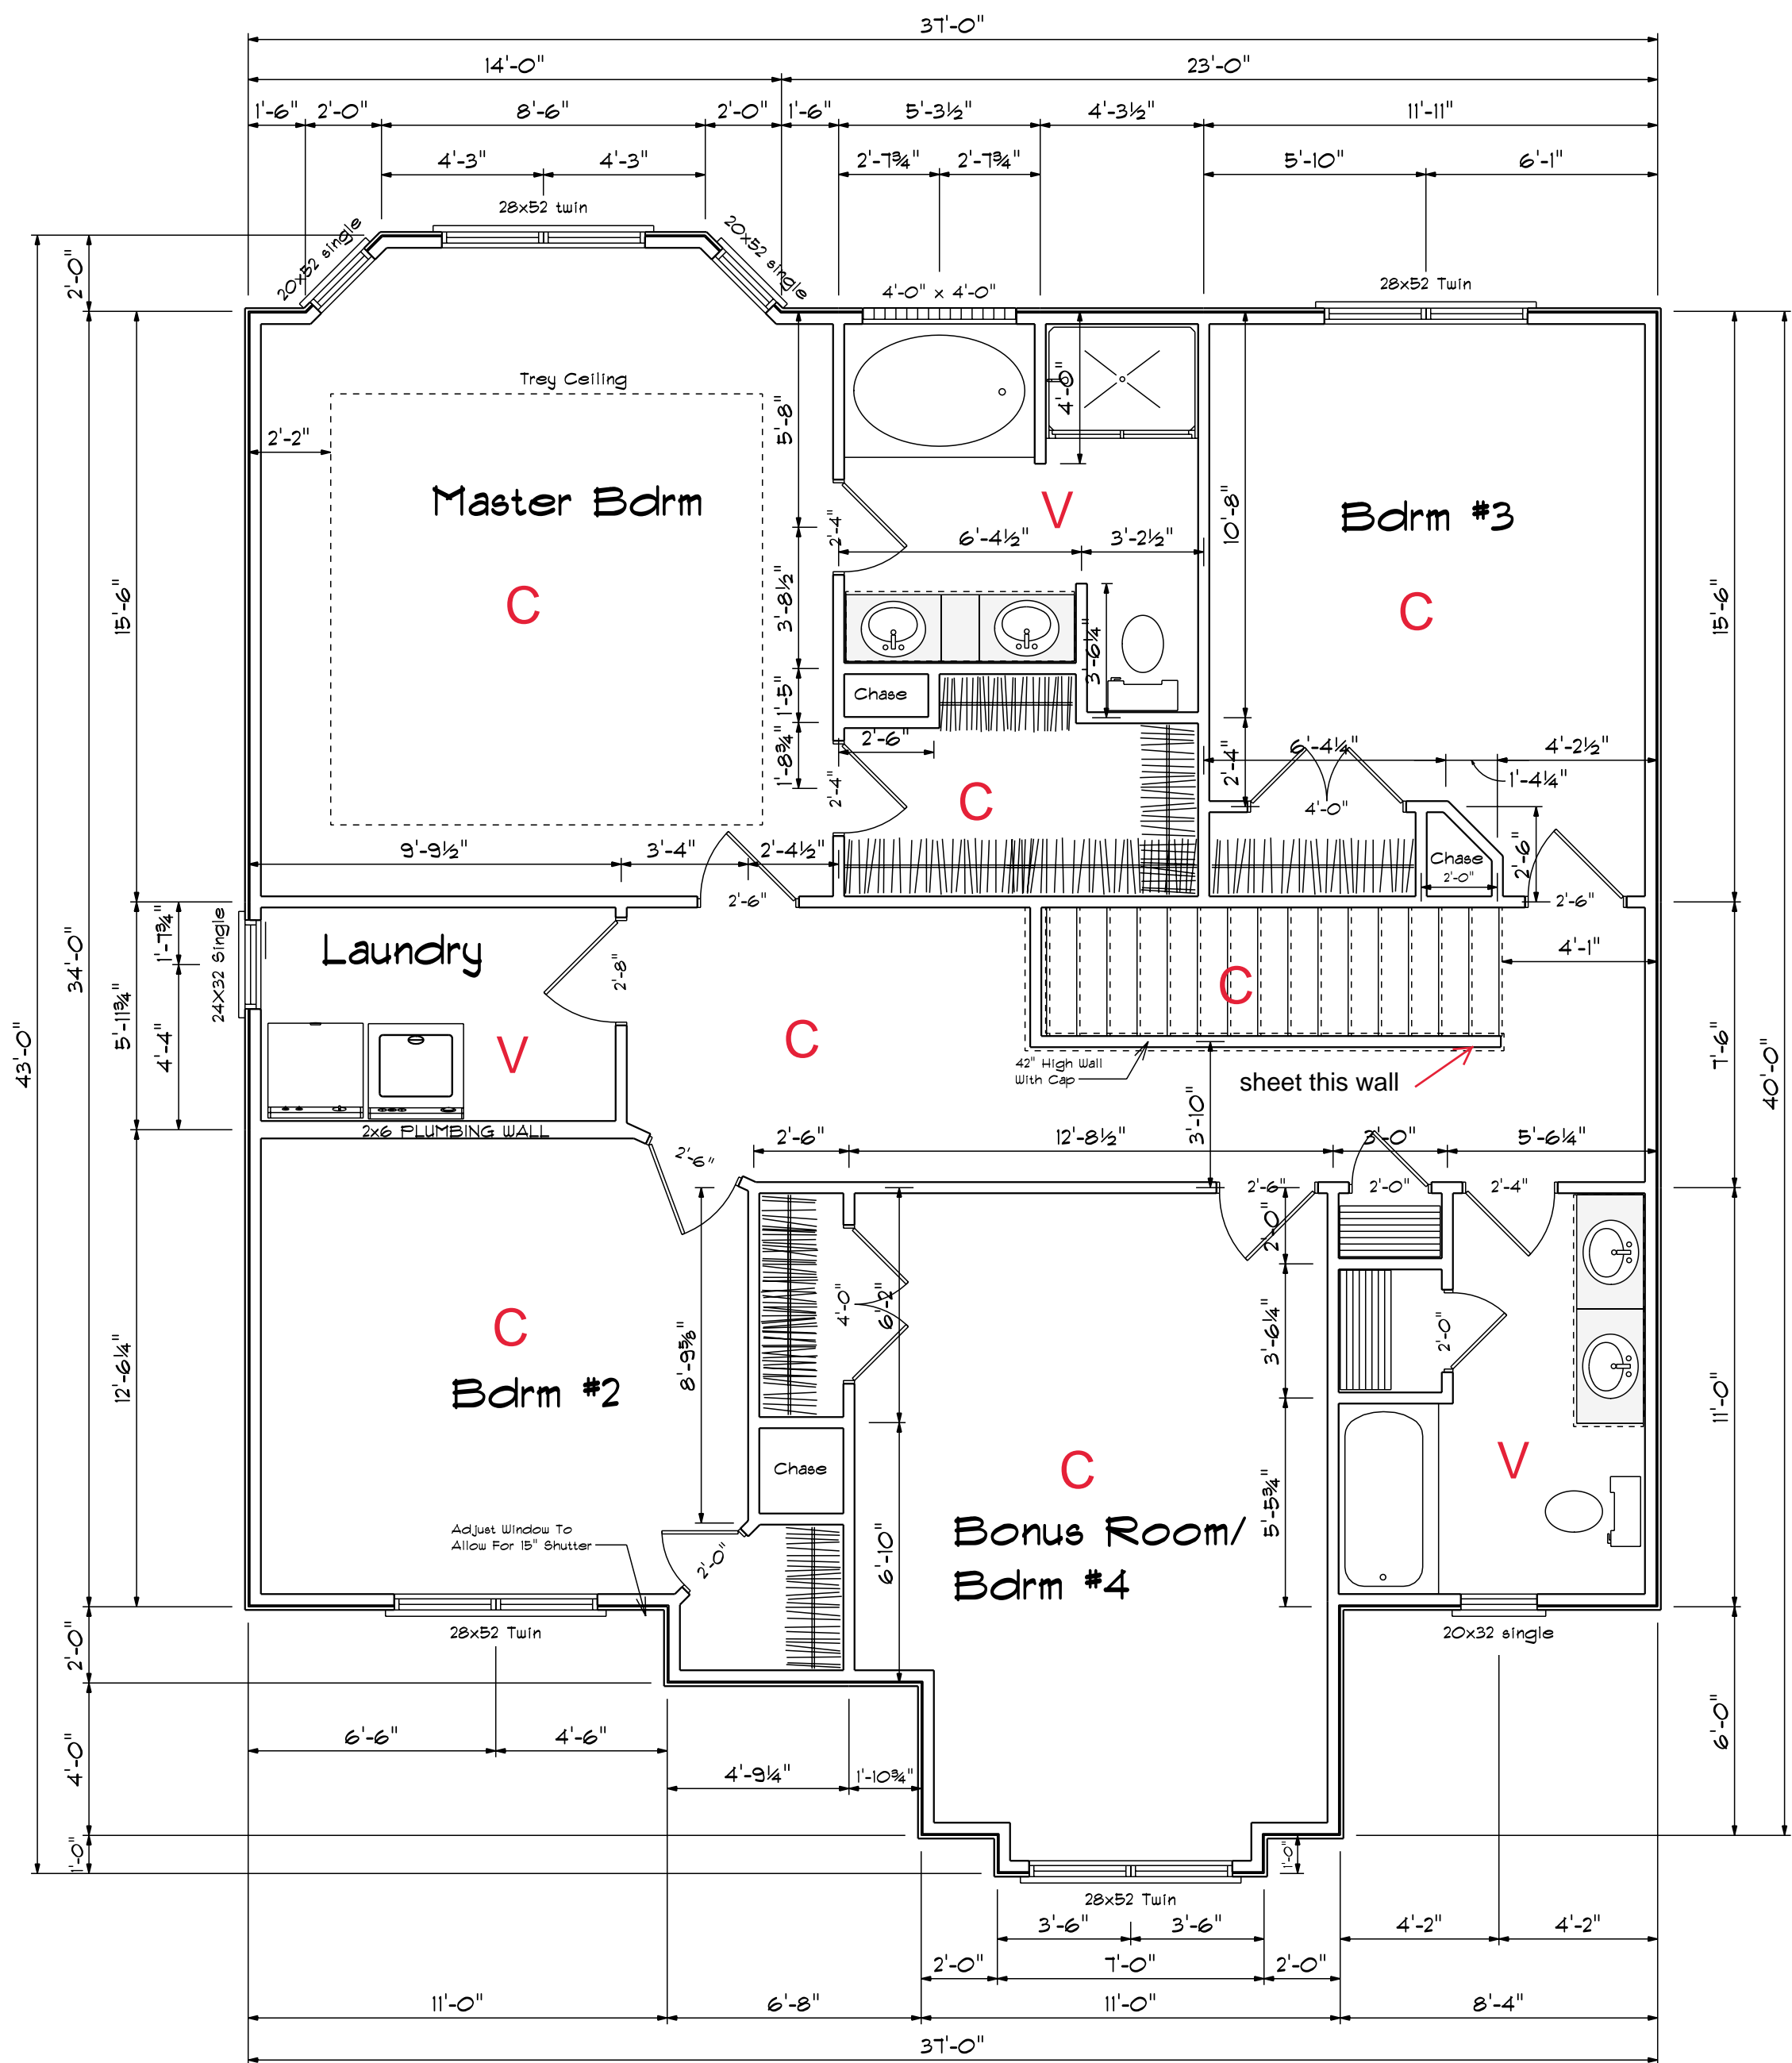 37'-0"
14'-0" 23'-0"
1'-6" 2'-0" 8'-6" 2'-0" 1'-6" 5'-3½" 4'-3½" 11'-11"
4'-3" 4'-3" 2'-7¾" 2'-7¾" 5'-10" 6'-1"
28x52 twin
20x52 single 20x52 single
2'-0"
4'-0" x 4'-0" 28x52 Twin
Trey Ceiling
2'-2" 5'-8" 4'-0"
Master Bdrm V Bdrm #3
10'-8"
2'-4" 6'-4½" 3'-2½"
15'-6" C 3'-8½" C 15'-6"
3'-6¼"
Chase
1'-5"
2'-6" 1'-8¾" 2'-4" 6'-4¼" 4'-2½"
1'-4¼"
2'-4" C 4'-0"
9'-9½" 3'-4" 2'-4½" Chase 2'-6"
2'-0"
2'-6" 2'-6"
1'-7¾" Laundry
4'-1"
34'-0" 24X32 Single 2'-8" C
5'-11¾" 4'-4" V C
43'-0" 7'-6" 40'-0"
42" High Wall
With Cap
sheet this wall
3'-10"
2x6 PLUMBING WALL
2'-6" 12'-8½" 3'-0" 5'-6¼"
2'-6"
2'-6" 2'-0" 2'-4"
2'-0"
C 4'-0" 6'-2" 3'-6¼" 2'-0"
12'-6¼" 8'-9⅝" 11'-0"
Bdrm #2
Chase C V
5'-5¾"
Adjust Window To
Allow For 15" Shutter
Bonus Room/
Bdrm #4
2'-0" 6'-10"
28x52 Twin 20x32 single
2'-0"
6'-0"
6'-6" 4'-6"
4'-0" 4'-9¼" 1'-10¾"
1'-0" 1'-0"
28x52 Twin
3'-6" 3'-6" 4'-2" 4'-2"
2'-0" 7'-0" 2'-0"
11'-0" 6'-8" 11'-0" 8'-4"
37'-0"